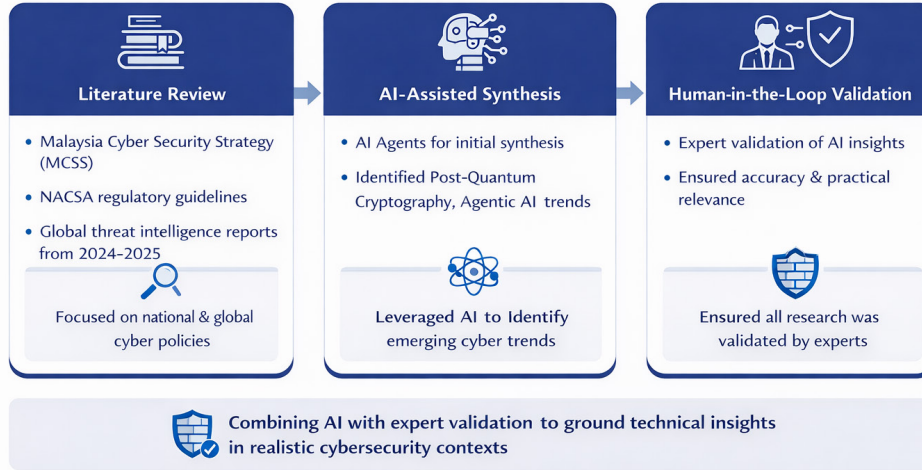 Literature Review
• Malaysia Cyber Security Strategy
(MCSS)
• NACSA regulatory guidelines
• Global threat intelligence reports
from 2024–2025
Focused on national & global
cyber policies
AI-Assisted Synthesis
• AI Agents for initial synthesis
• Identified Post-Quantum
Cryptography, Agentic AI trends
Leveraged AI to Identify
emerging cyber trends
Human-in-the-Loop Validation
• Expert validation of AI insights
• Ensured accuracy & practical
relevance
Ensured all research was
validated by experts
Combining AI with expert validation to ground technical insights
in realistic cybersecurity contexts